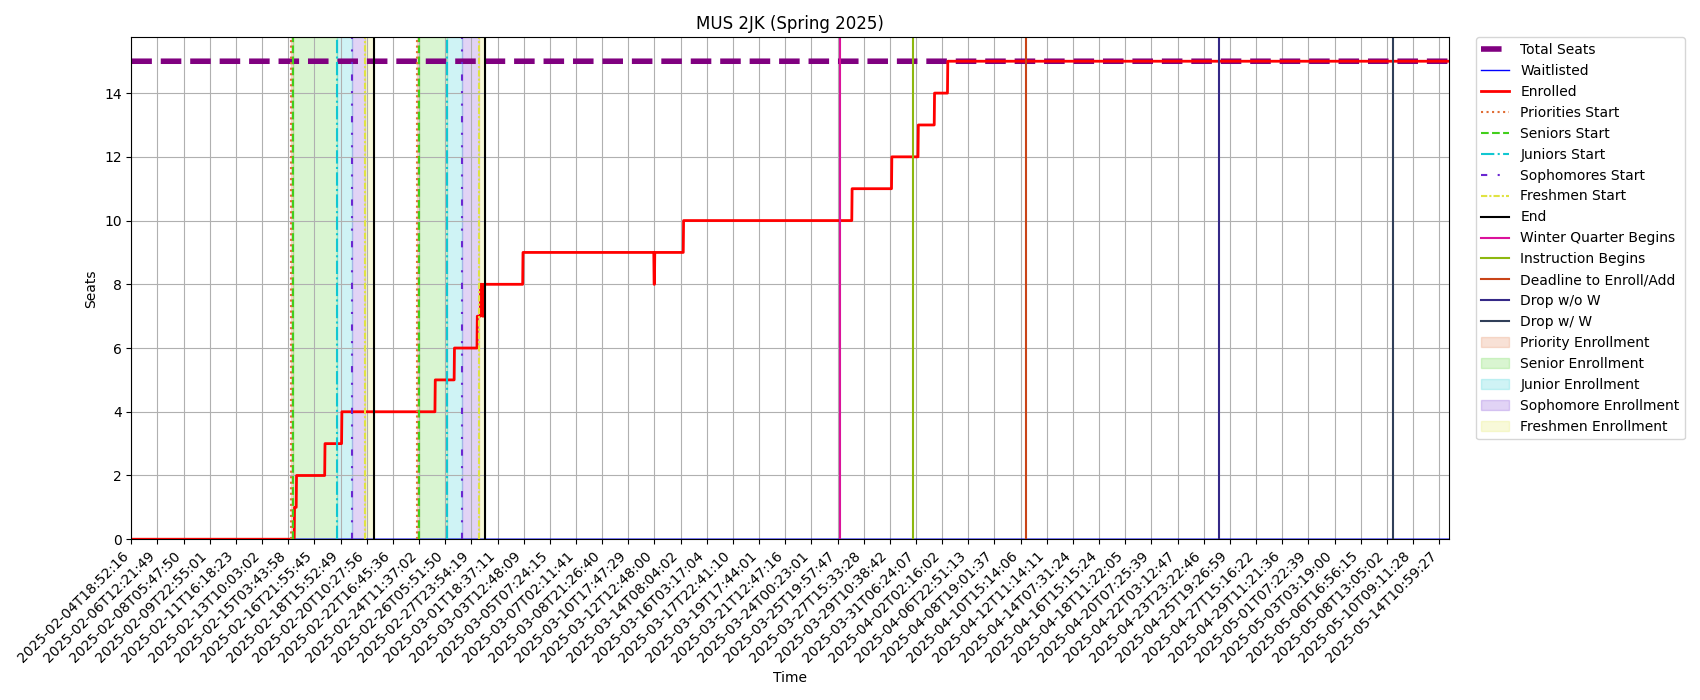 MUS 2JK (Spring 2025)
Seats
14
12
10
8
6
4
2
0
2025-02-04T18:52:16
2025-02-06T12:21:49
2025-02-08T05:47:50
2025-02-09T22:55:01
2025-02-11T16:18:23
2025-02-13T10:03:02
2025-02-15T03:43:58
2025-02-16T21:55:45
2025-02-18T15:52:49
2025-02-20T10:27:56
2025-02-22T16:45:36
2025-02-24T11:37:02
2025-02-26T05:51:50
2025-02-27T23:54:19
2025-03-01T18:37:11
2025-03-03T12:48:09
2025-03-05T07:24:15
2025-03-07T02:11:41
2025-03-08T21:26:40
2025-03-10T17:47:29
2025-03-12T12:48:00
2025-03-14T08:04:02
2025-03-16T03:17:04
2025-03-17T22:41:10
2025-03-19T17:44:01
2025-03-21T12:47:16
2025-03-24T00:23:01
2025-03-25T19:57:47
2025-03-27T15:33:28
2025-03-29T10:38:42
2025-03-31T06:24:07
2025-04-02T02:16:02
2025-04-06T22:51:13
2025-04-08T19:01:37
2025-04-10T15:14:06
2025-04-12T11:14:11
2025-04-14T07:31:24
2025-04-16T15:15:24
2025-04-18T11:22:05
2025-04-20T07:25:39
2025-04-22T03:12:47
2025-04-23T23:22:46
2025-04-25T19:26:59
2025-04-27T15:16:22
2025-04-29T11:21:36
2025-05-01T07:22:39
2025-05-03T03:19:00
2025-05-06T16:56:15
2025-05-08T13:05:02
2025-05-10T09:11:28
2025-05-14T10:59:27
Time
Total Seats
Waitlisted
Enrolled
Priorities Start
Seniors Start
Juniors Start
Sophomores Start
Freshmen Start
End
Winter Quarter Begins
Instruction Begins
Deadline to Enroll/Add
Drop w/o W
Drop w/ W
Priority Enrollment
Senior Enrollment
Junior Enrollment
Sophomore Enrollment
Freshmen Enrollment